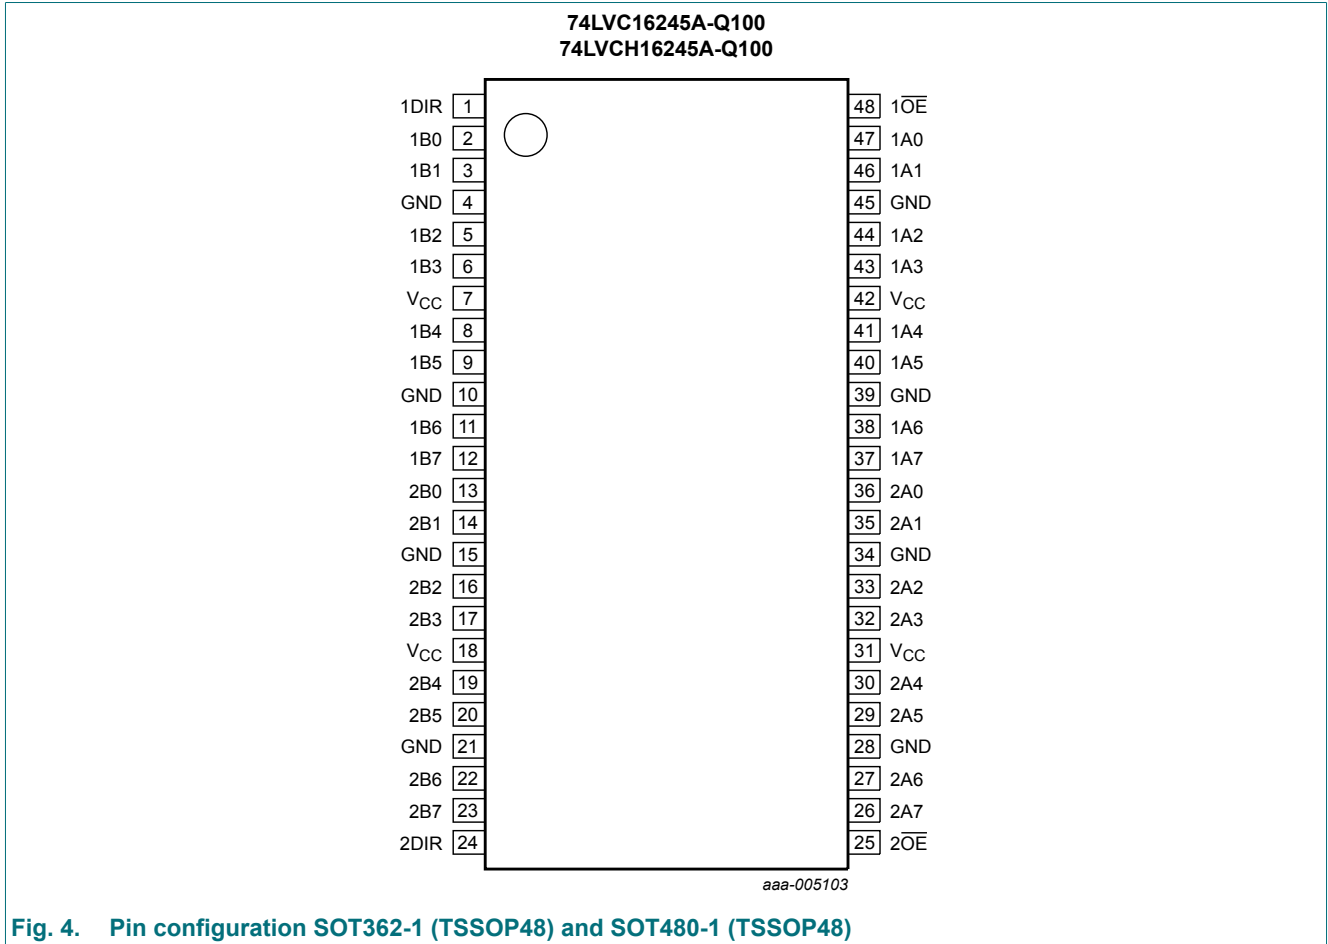 74LVC16245A-Q100
74LVCH16245A-Q100
1DIR 1 48 1O̅E̅
1B0 2 47 1A0
1B1 3 46 1A1
GND 4 45 GND
1B2 5 44 1A2
1B3 6 43 1A3
VCC 7 42 VCC
1B4 8 41 1A4
1B5 9 40 1A5
GND 10 39 GND
1B6 11 38 1A6
1B7 12 37 1A7
2B0 13 36 2A0
2B1 14 35 2A1
GND 15 34 GND
2B2 16 33 2A2
2B3 17 32 2A3
VCC 18 31 VCC
2B4 19 30 2A4
2B5 20 29 2A5
GND 21 28 GND
2B6 22 27 2A6
2B7 23 26 2A7
2DIR 24 25 2O̅E̅
aaa-005103
Fig. 4. Pin configuration SOT362-1 (TSSOP48) and SOT480-1 (TSSOP48)